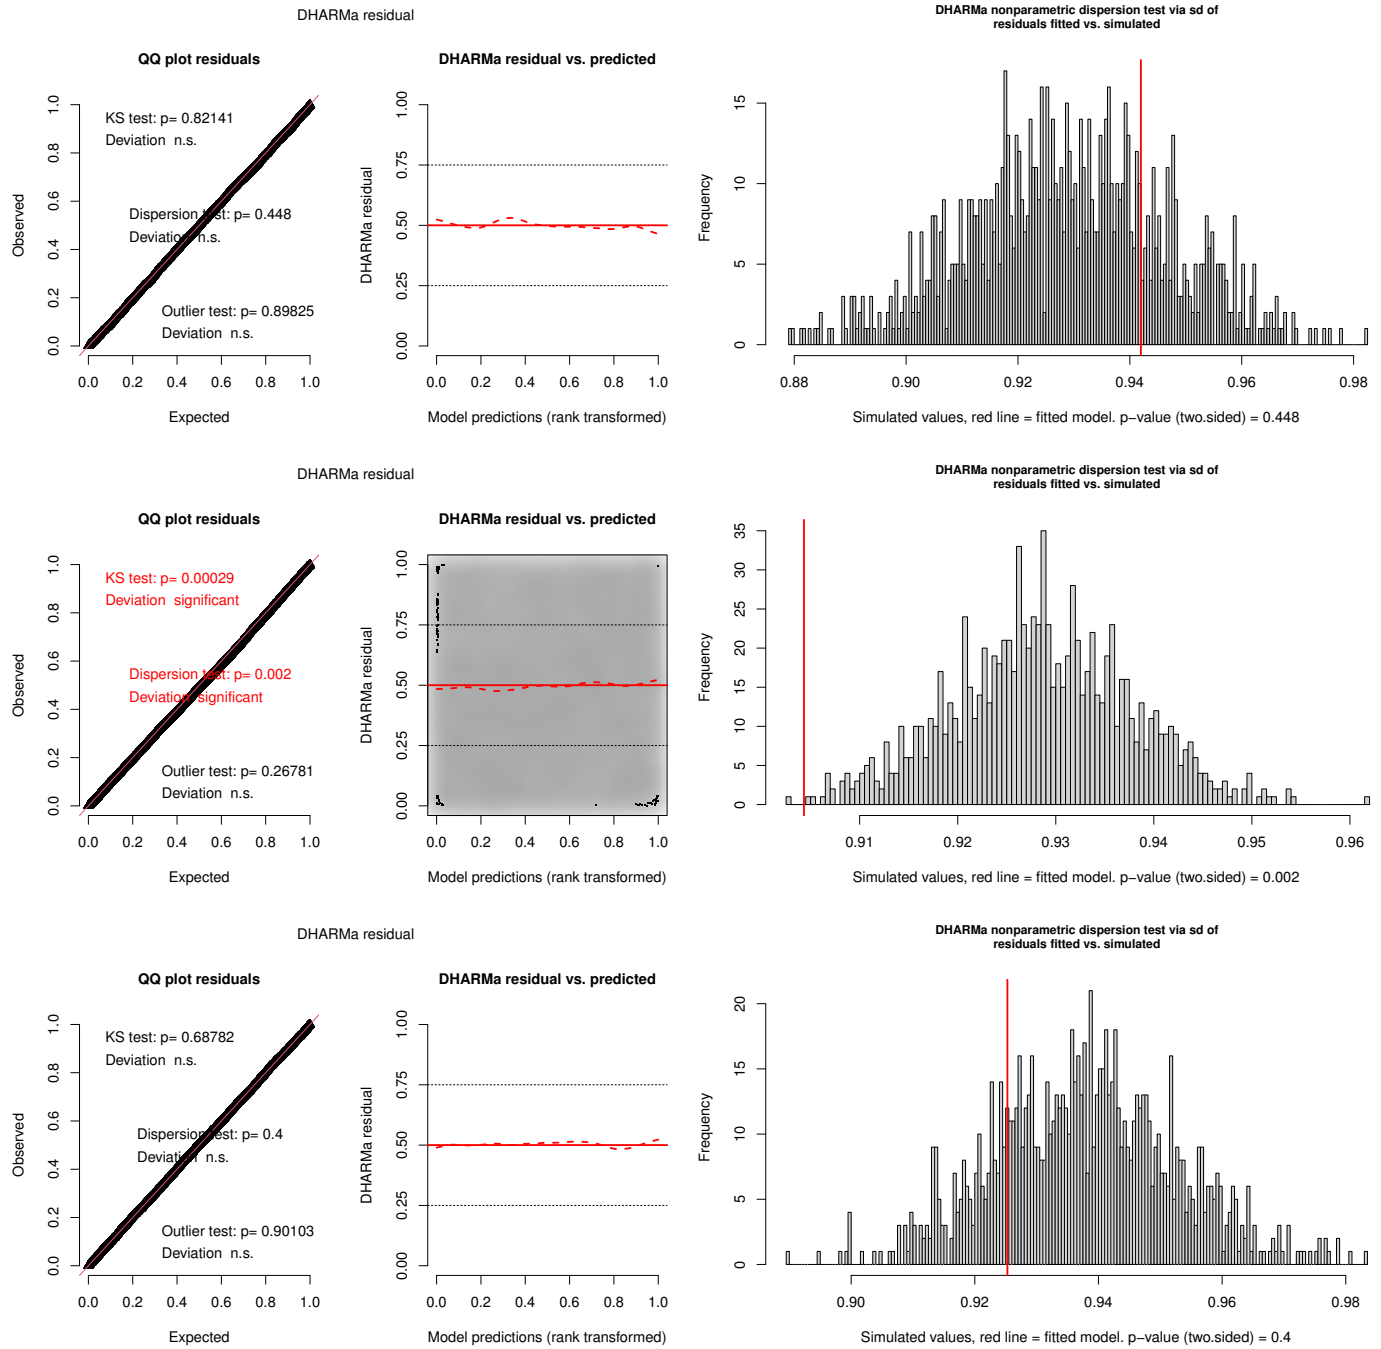 DHARMa residual
QQ plot residuals
DHARMa residual vs. predicted
KS test: p= 0.82141
Deviation n.s.
Dispersion test: p= 0.448
Deviation n.s.
Outlier test: p= 0.89825
Deviation n.s.
Observed
0.0 0.2 0.4 0.6 0.8 1.0
0.0 0.2 0.4 0.6 0.8 1.0
Expected
DHARMa residual
0.00 0.25 0.50 0.75 1.00
0.0 0.2 0.4 0.6 0.8 1.0
Model predictions (rank transformed)
DHARMa nonparametric dispersion test via sd of
residuals fitted vs. simulated
Frequency
0 5 10 15
0.88 0.90 0.92 0.94 0.96 0.98
Simulated values, red line = fitted model. p-value (two.sided) = 0.448
DHARMa residual
QQ plot residuals
DHARMa residual vs. predicted
KS test: p= 0.00029
Deviation significant
Dispersion test: p= 0.002
Deviation significant
Outlier test: p= 0.26781
Deviation n.s.
Observed
0.0 0.2 0.4 0.6 0.8 1.0
0.0 0.2 0.4 0.6 0.8 1.0
Expected
DHARMa residual
0.00 0.25 0.50 0.75 1.00
0.0 0.2 0.4 0.6 0.8 1.0
Model predictions (rank transformed)
DHARMa nonparametric dispersion test via sd of
residuals fitted vs. simulated
Frequency
0 5 10 15 20 25 30 35
0.91 0.92 0.93 0.94 0.95 0.96
Simulated values, red line = fitted model. p-value (two.sided) = 0.002
DHARMa residual
QQ plot residuals
DHARMa residual vs. predicted
KS test: p= 0.68782
Deviation n.s.
Dispersion test: p= 0.4
Deviation n.s.
Outlier test: p= 0.90103
Deviation n.s.
Observed
0.0 0.2 0.4 0.6 0.8 1.0
0.0 0.2 0.4 0.6 0.8 1.0
Expected
DHARMa residual
0.00 0.25 0.50 0.75 1.00
0.0 0.2 0.4 0.6 0.8 1.0
Model predictions (rank transformed)
DHARMa nonparametric dispersion test via sd of
residuals fitted vs. simulated
Frequency
0 5 10 15 20
0.90 0.92 0.94 0.96 0.98
Simulated values, red line = fitted model. p-value (two.sided) = 0.4